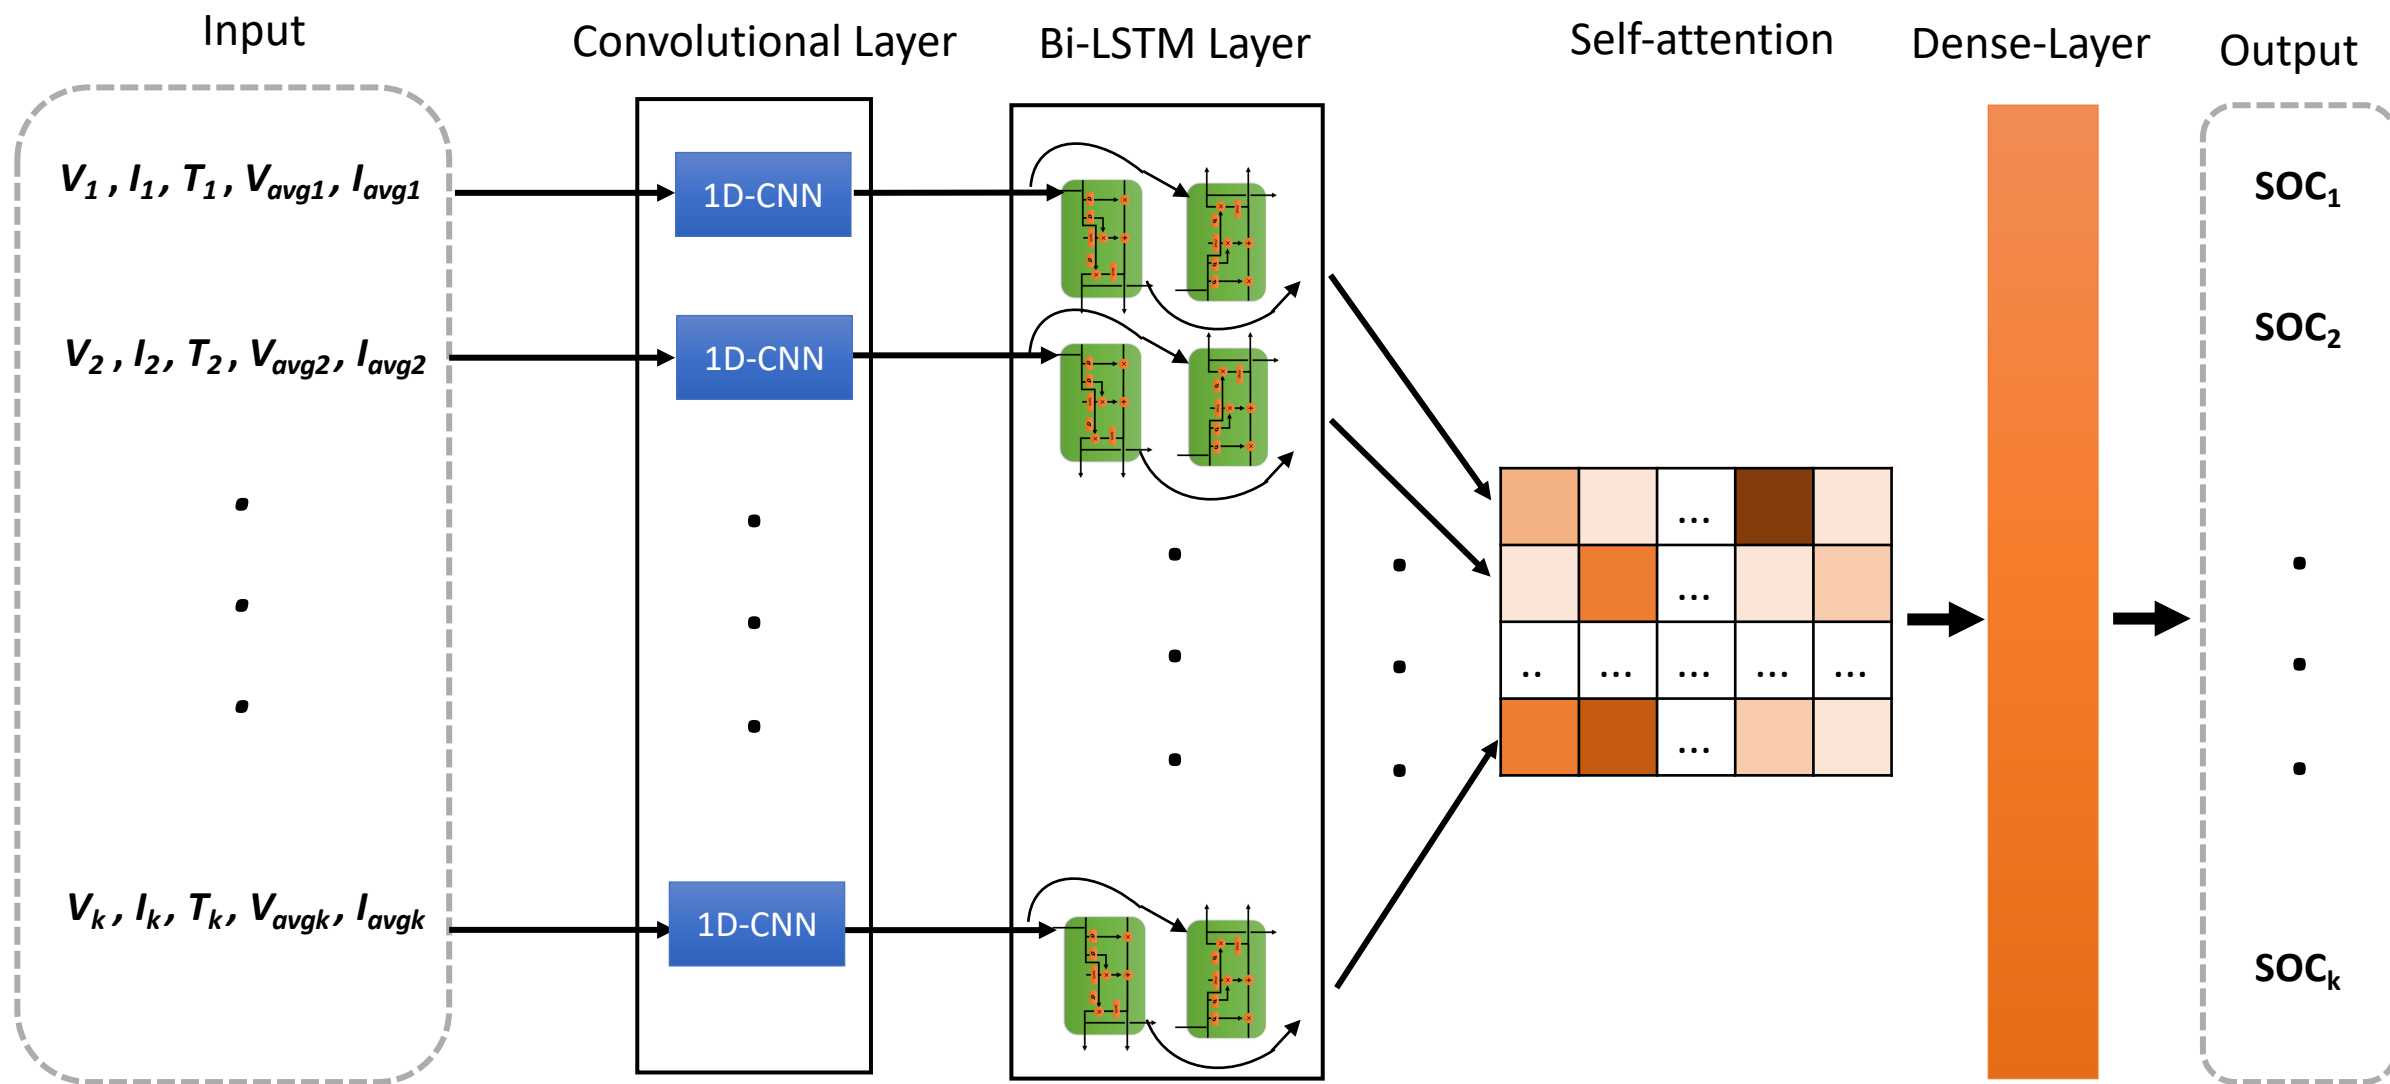 Input
Convolutional Layer
Bi-LSTM Layer
Self-attention
Dense-Layer
Output
V1 , I1, T1, Vavg1, Iavg1
1D-CNN
SOC1
V2 , I2, T2, Vavg2, Iavg2
1D-CNN
SOC2
...
...
.. ... ... ... ...
...
Vk, Ik, Tk, Vavgk, Iavgk
1D-CNN
SOCk